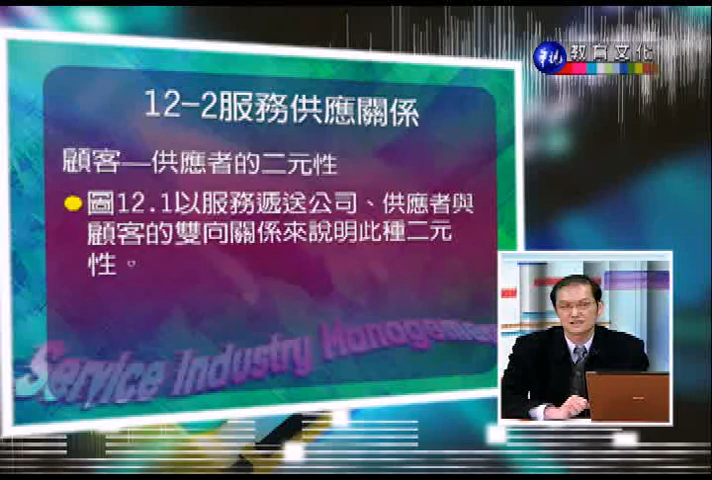 華視
教育文化
12-2服務供應關係
顧客—供應者的二元性
圖12.1以服務遞送公司、供應者與
顧客的雙向關係來說明此種二元
性。
Service Industry Management